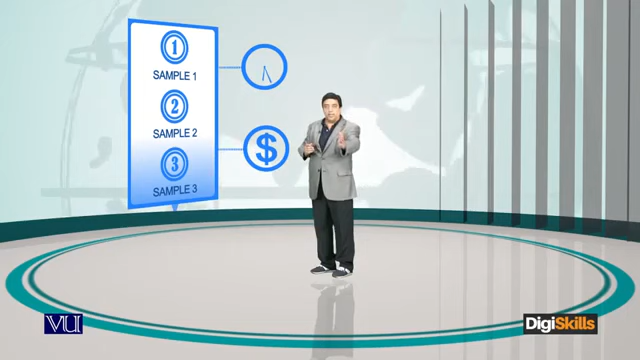 1
SAMPLE 1
2
SAMPLE 2
3
SAMPLE 3
$
VU
DigiSkills